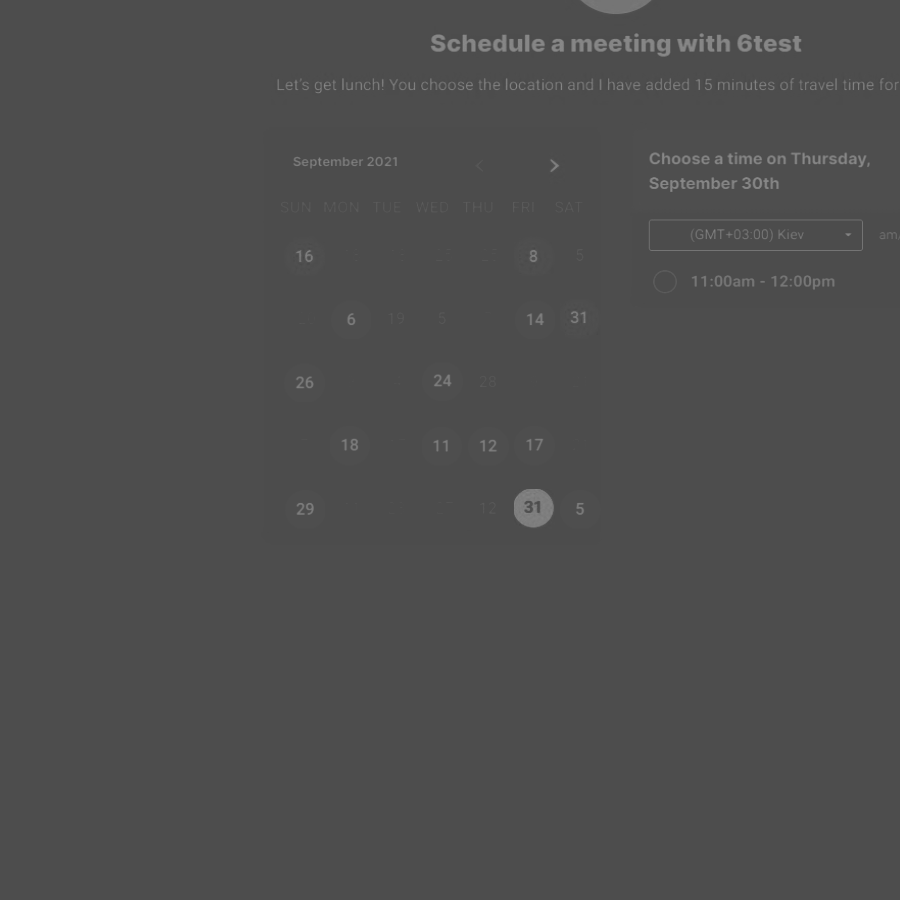 Schedule a meeting with 6test
Let's get lunch! You choose the location and I have added 15 minutes of travel time for
September 2021
SUN MON TUE WED THU FRI SAT
16 8 5
6 19 5 14 31
26 24 28
18 11 12 17
29 12 31 5
Choose a time on Thursday,
September 30th
(GMT+03:00) Kiev
am
11:00am - 12:00pm